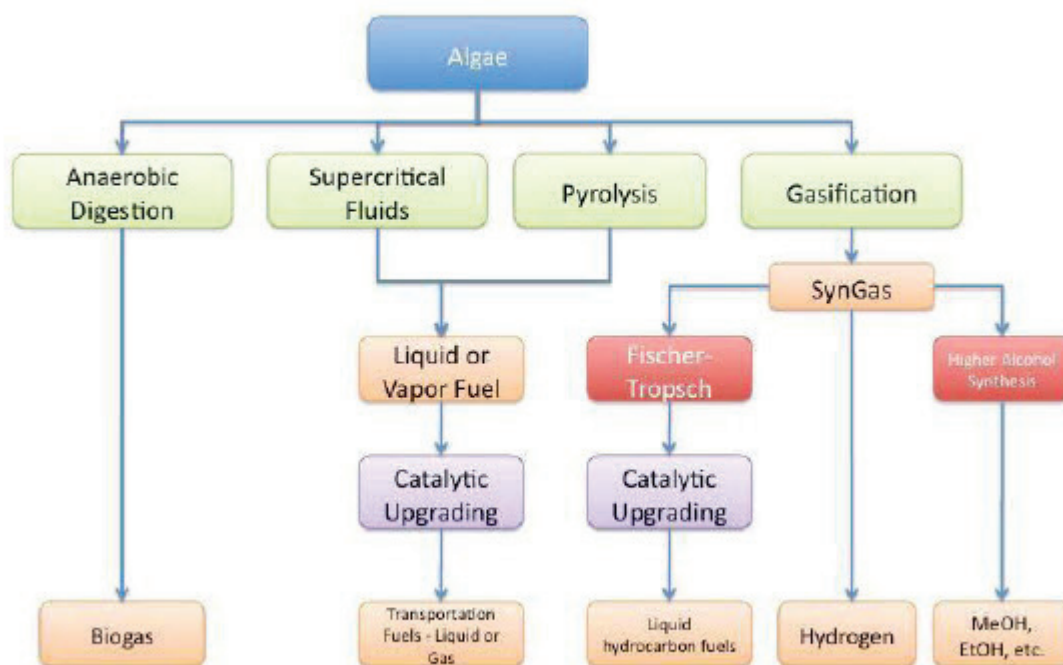 Algae
Anaerobic
Digestion
Supercritical
Fluids
Pyrolysis
Gasification
SynGas
Liquid or
Vapor Fuel
Fischer-
Tropsch
Higher Alcohol
Synthesis
Catalytic
Upgrading
Catalytic
Upgrading
Biogas
Transportation
Fuels - Liquid or
Gas
Liquid
hydrocarbon fuels
Hydrogen
MeOH,
EtOH, etc.